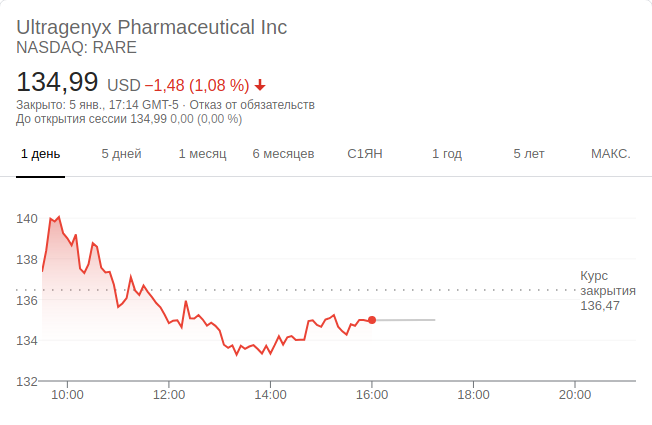 Ultragenyx Pharmaceutical Inc
NASDAQ: RARE
134,99 USD −1,48 (1,08 %)
Закрыто: 5 янв., 17:14 GMT-5 · Отказ от обязательств
До открытия сессии 134,99 0,00 (0,00 %)
1 день 5 дней 1 месяц 6 месяцев С1ЯН 1 год 5 лет МАКС.
140
138
Курс
закрытия
136,47
136
134
132
10:00 12:00 14:00 16:00 18:00 20:00